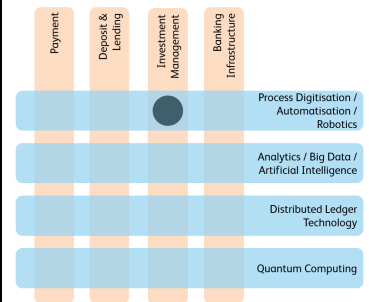 Payment
Deposit &
Lending
Investment
Management
Banking
Infrastructure
Process Digitisation /
Automatisation /
Robotics
Analytics / Big Data /
Artificial Intelligence
Distributed Ledger
Technology
Quantum Computing